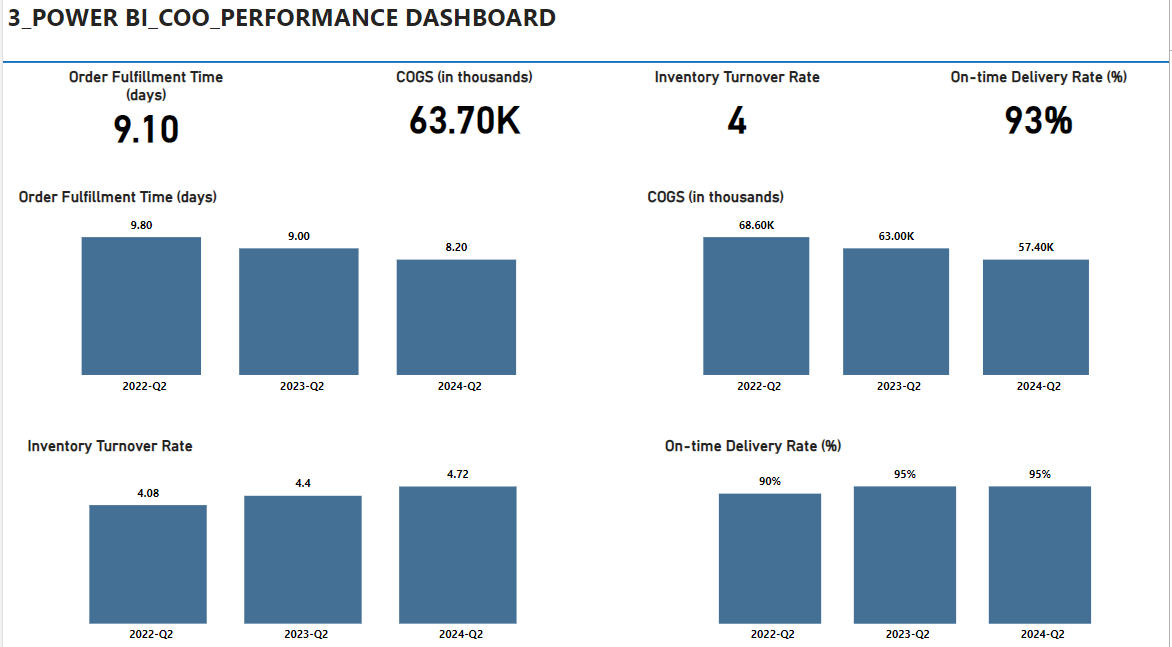 3_POWER BI_COO_PERFORMANCE DASHBOARD
Order Fulfillment Time
(days)
9.10
COGS (in thousands)
63.70K
Inventory Turnover Rate
4
On-time Delivery Rate (%)
93%
Order Fulfillment Time (days)
9.80
9.00
8.20
2022-Q2
2023-Q2
2024-Q2
COGS (in thousands)
68.60K
63.00K
57.40K
2022-Q2
2023-Q2
2024-Q2
Inventory Turnover Rate
4.08
4.4
4.72
2022-Q2
2023-Q2
2024-Q2
On-time Delivery Rate (%)
90%
95%
95%
2022-Q2
2023-Q2
2024-Q2